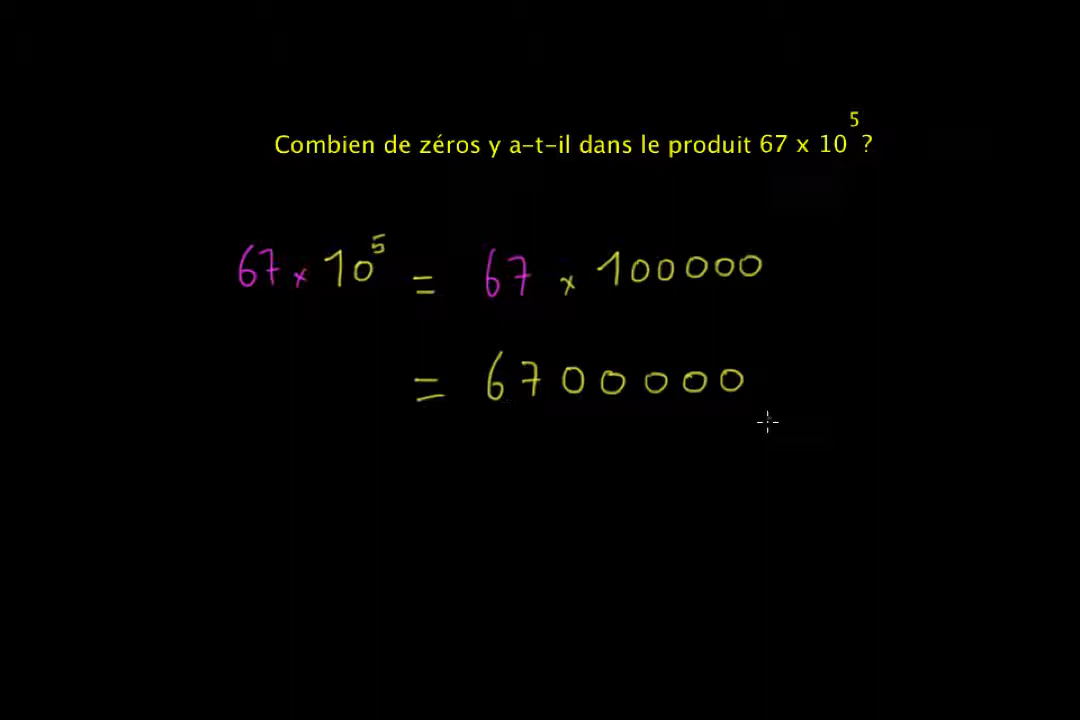 Combien de zéros y a-t-il dans le produit 67 x 10⁵?
67 x 10⁵ = 67 x 100000
= 6700000